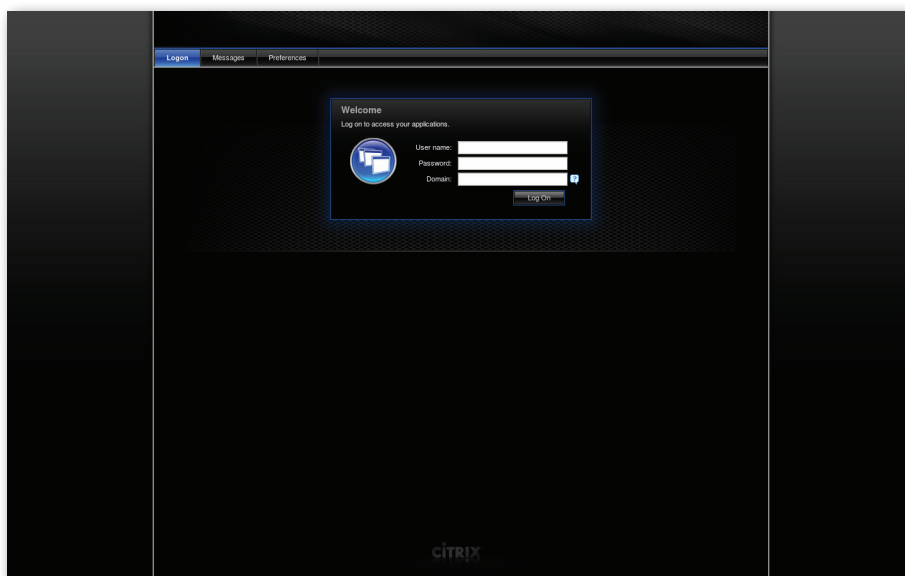 Logon Messages Preferences
Welcome
Log on to access your applications.
User name:
Password:
Domain:
?
Log On
CITRIX